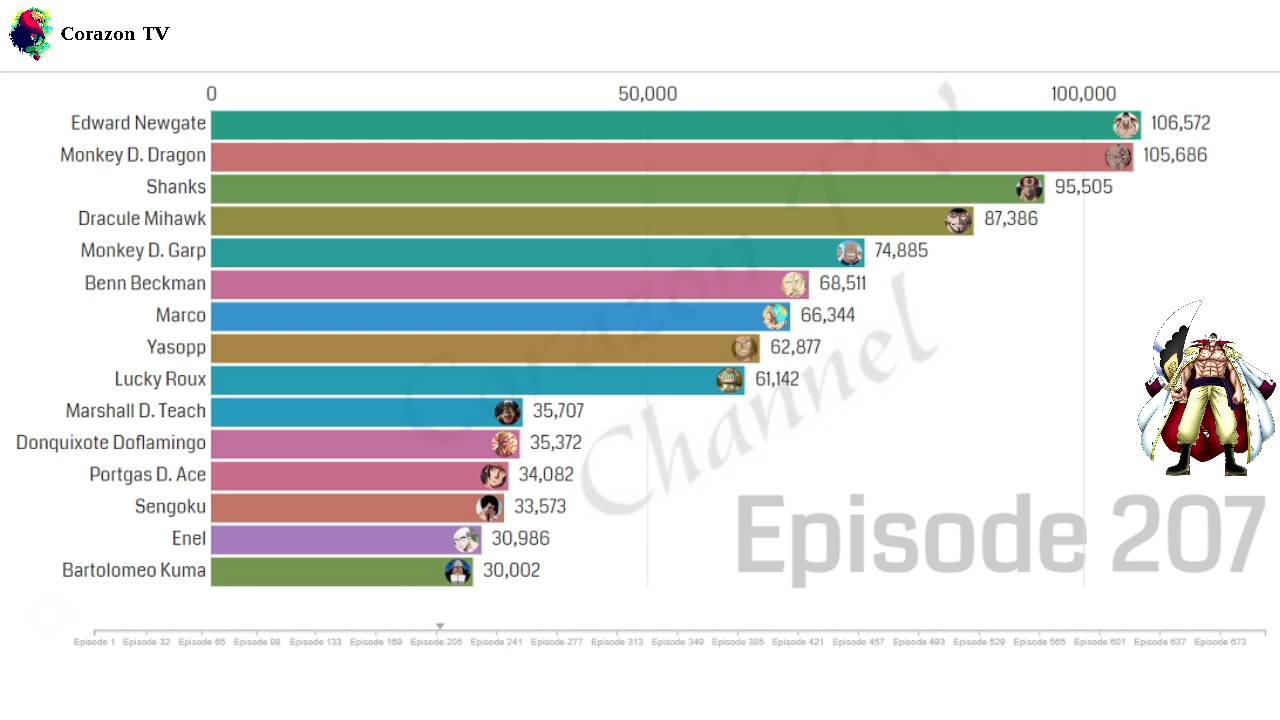 Corazon TV
0 50,000 100,000
Edward Newgate 106,572
Monkey D. Dragon 105,686
Shanks 95,505
Dracule Mihawk 87,386
Monkey D. Garp 74,885
Benn Beckman 68,511
Marco 66,344
Yasopp 62,877
Lucky Roux 61,142
Marshall D. Teach 35,707
Donquixote Doflamingo 35,372
Portgas D. Ace 34,082
Sengoku 33,573
Enel 30,986
Bartolomeo Kuma 30,002
Corazon TV
Channel
Episode 207
Episode 1 Episode 32 Episode 65 Episode 98 Episode 133 Episode 169 Episode 205 Episode 241 Episode 277 Episode 313 Episode 349 Episode 385 Episode 421 Episode 457 Episode 493 Episode 529 Episode 565 Episode 601 Episode 637 Episode 673